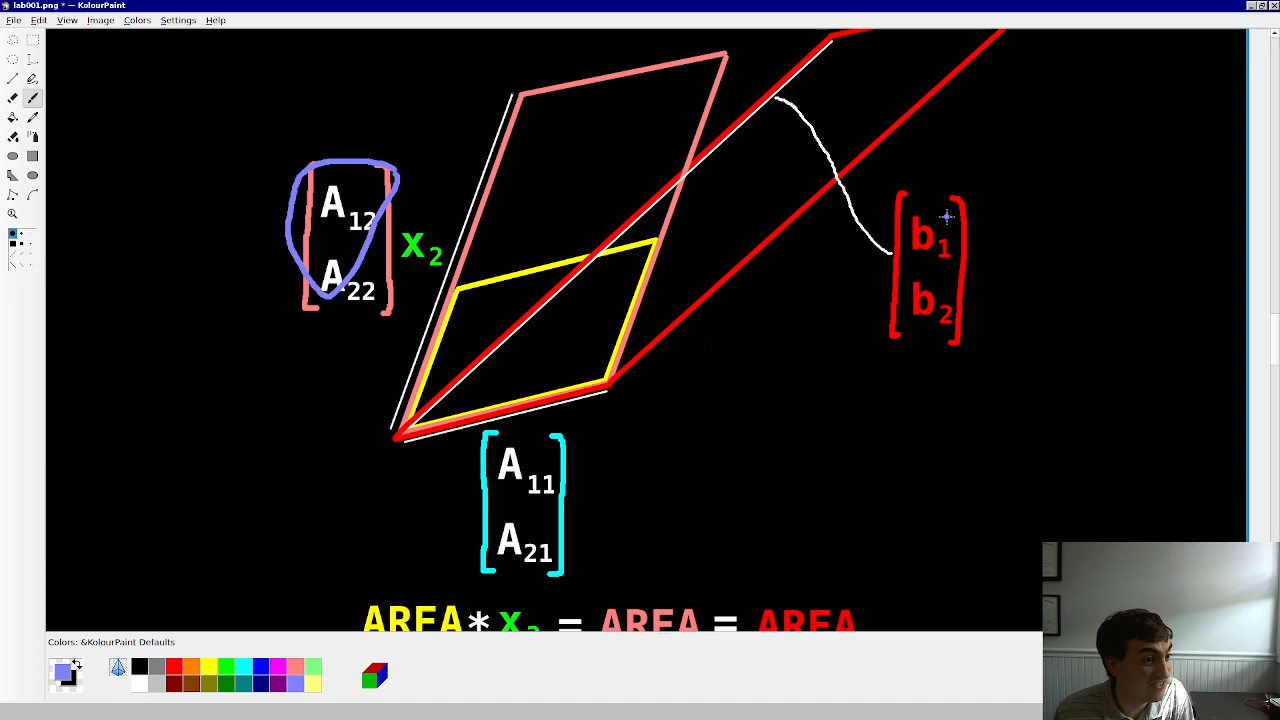 lab001.png * — KolourPaint
File Edit View Image Colors Settings Help
A12
A22
x2
b1
b2
A11
A21
AREA * x2 = AREA = AREA
Colors: &KolourPaint Defaults